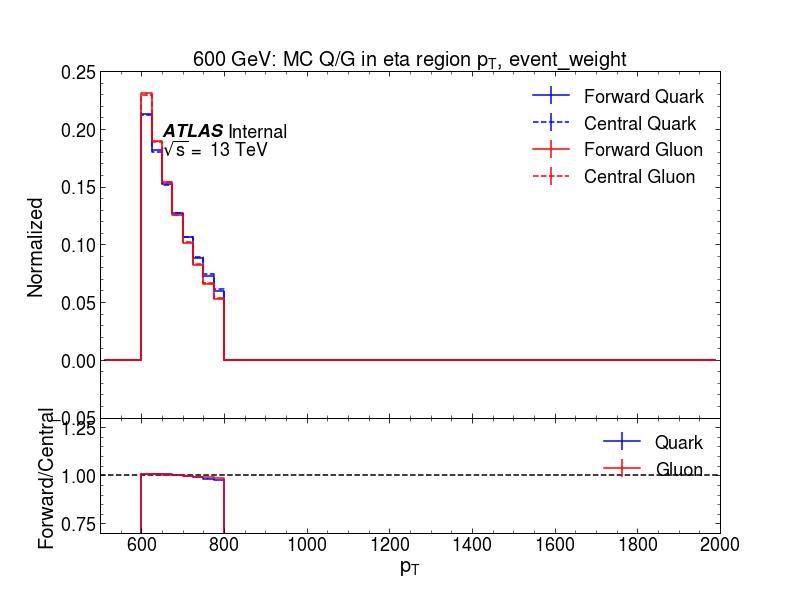 600 GeV: MC Q/G in eta region pT, event_weight
0.25
0.20
0.15
0.10
0.05
0.00
0.05
Normalized
ATLAS Internal
√s = 13 TeV
Forward Quark
Central Quark
Forward Gluon
Central Gluon
1.25
1.00
0.75
Forward/Central
Quark
Gluon
600 800 1000 1200 1400 1600 1800 2000
pT